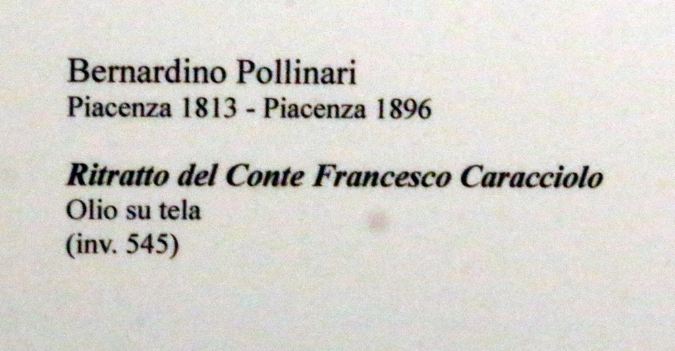 Bernardino Pollinari
Piacenza 1813 - Piacenza 1896
Ritratto del Conte Francesco Caracciolo
Olio su tela
(inv. 545)